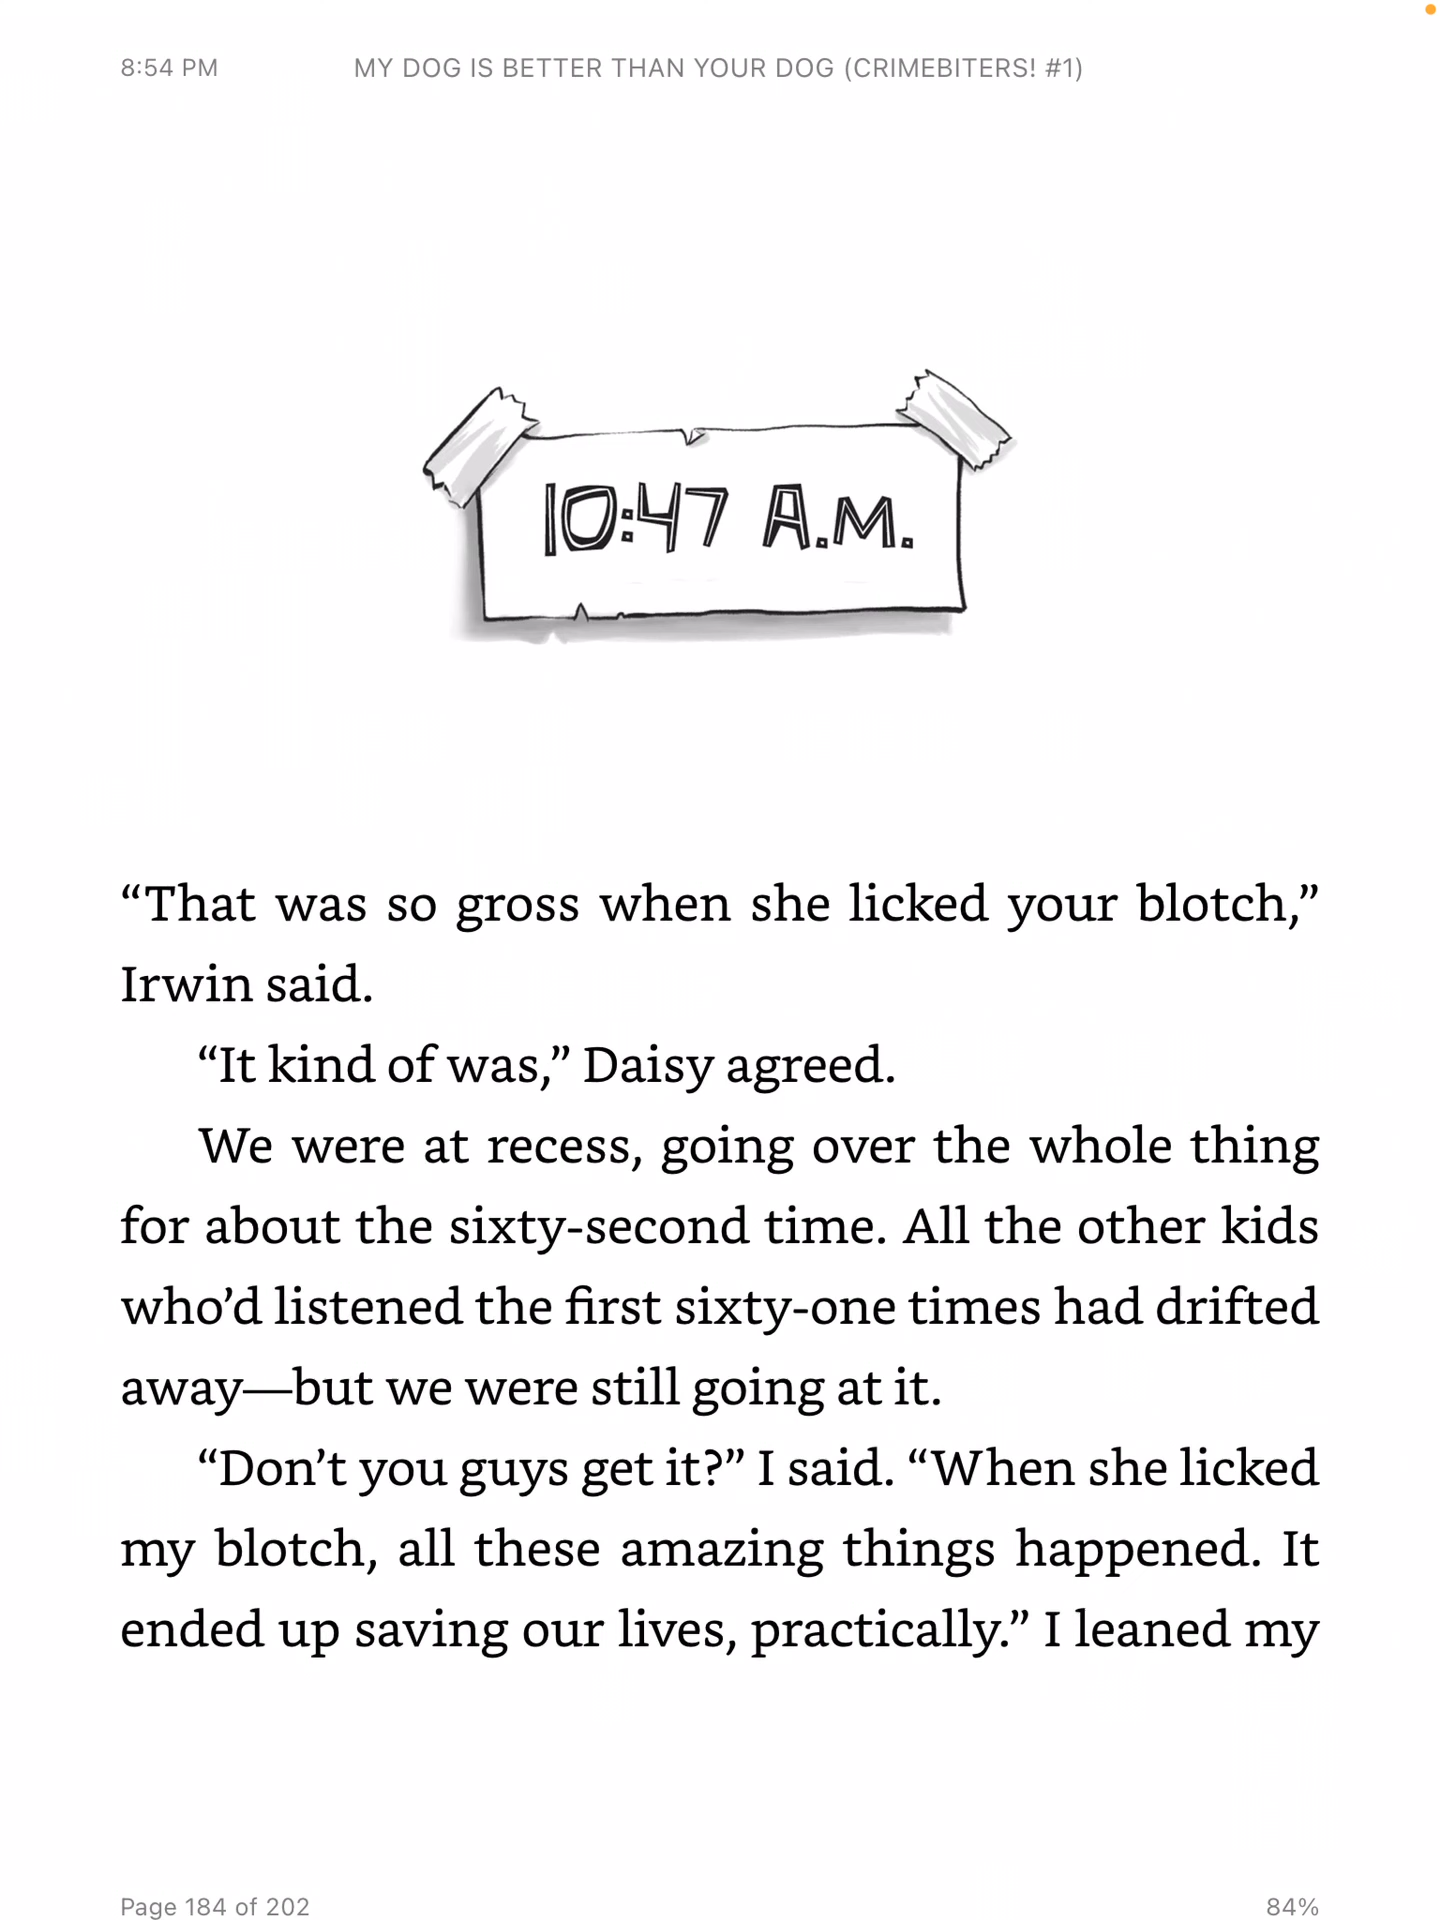 8:54 PM
MY DOG IS BETTER THAN YOUR DOG (CRIMEBITERS! #1)
10:47 A.M.
“That was so gross when she licked your blotch,”
Irwin said.
“It kind of was,” Daisy agreed.
We were at recess, going over the whole thing
for about the sixty-second time. All the other kids
who’d listened the first sixty-one times had drifted
away—but we were still going at it.
“Don’t you guys get it?” I said. “When she licked
my blotch, all these amazing things happened. It
ended up saving our lives, practically.” I leaned my
Page 184 of 202
84%